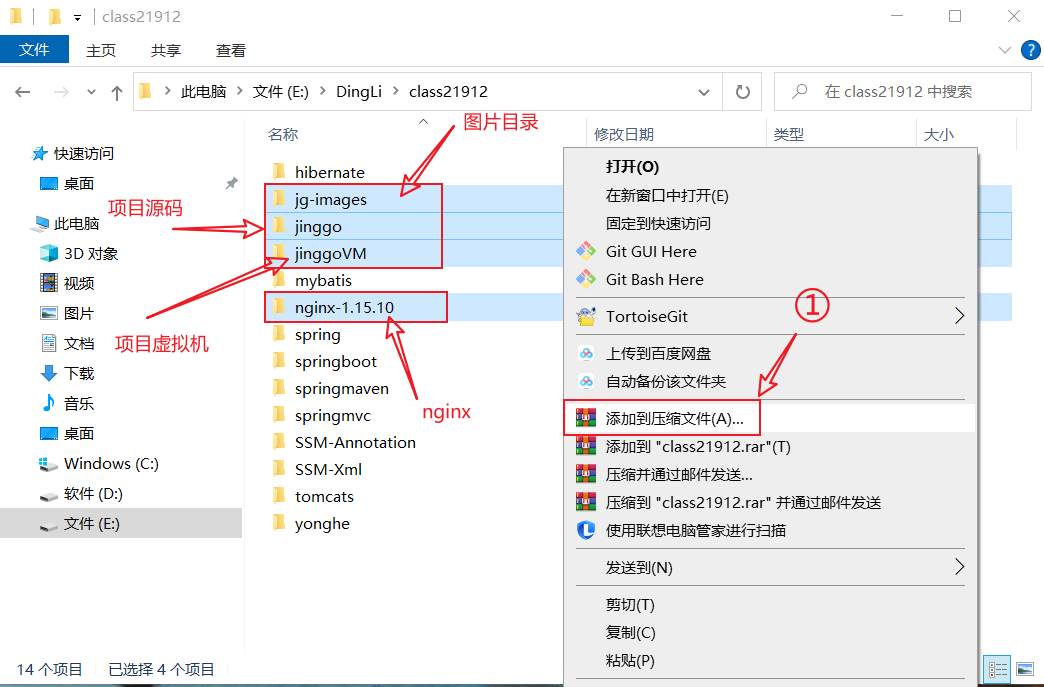 class21912
文件 主页 共享 查看
此电脑 文件 (E:) DingLi class21912
在 class21912 中搜索
图片目录
名称 修改日期 类型 大小
快速访问
桌面
此电脑
3D 对象
视频
图片
文档
下载
音乐
桌面
Windows (C:)
软件 (D:)
文件 (E:)
项目源码
项目虚拟机
nginx
hibernate
jg-images
jinggo
jinggoVM
mybatis
nginx-1.15.10
spring
springboot
springmaven
springmvc
SSM-Annotation
SSM-Xml
tomcats
yonghe
打开(O)
在新窗口中打开(E)
固定到快速访问
Git GUI Here
Git Bash Here
TortoiseGit
①
上传到百度网盘
自动备份该文件夹
添加到压缩文件(A)...
添加到 "class21912.rar"(T)
压缩并通过邮件发送...
压缩到 "class21912.rar" 并通过邮件发送
使用联想电脑管家进行扫描
发送到(N)
剪切(T)
复制(C)
粘贴(P)
14 个项目 已选择 4 个项目